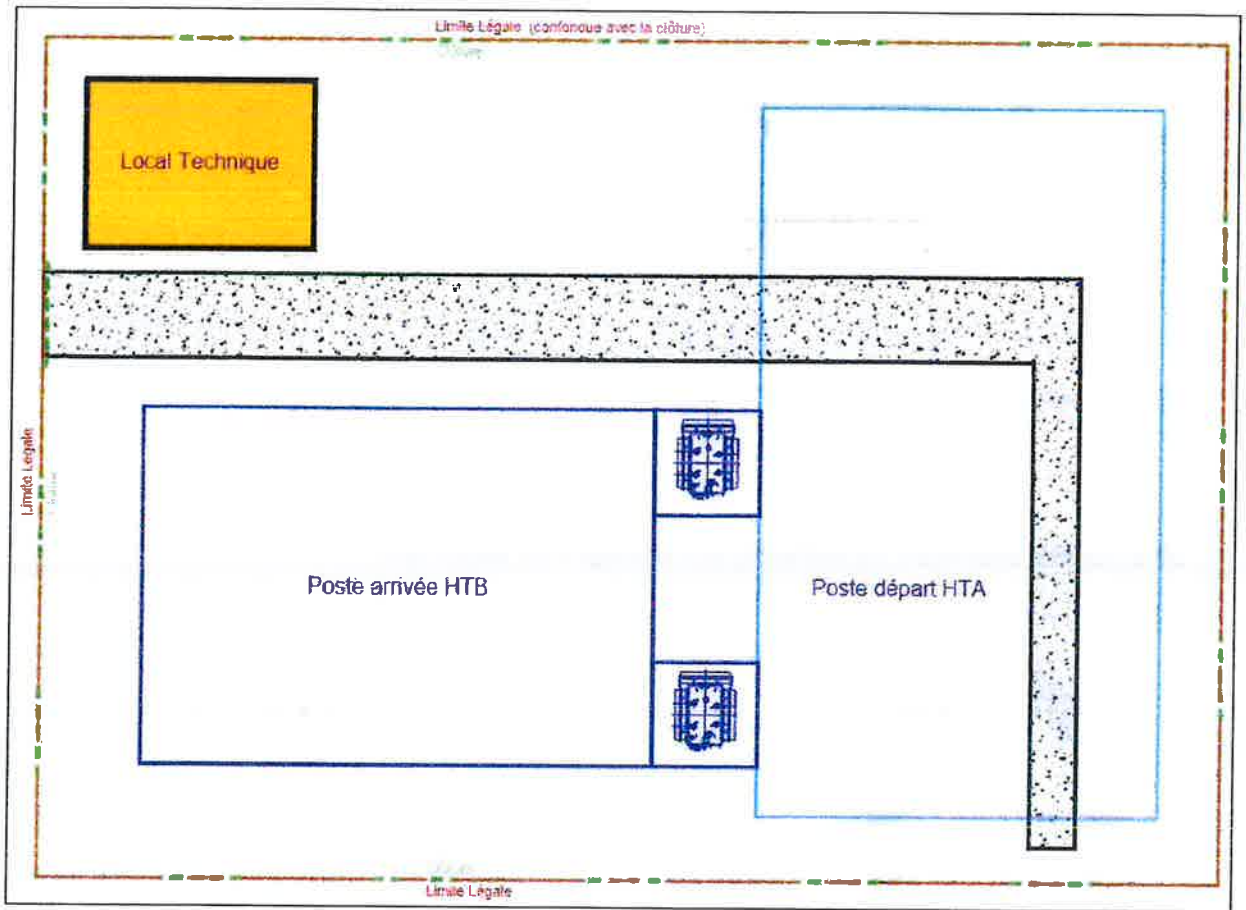 Limite Légale (confondue avec la clôture)
Local Technique
Limite Légale
Poste arrivée HTB
Poste départ HTA
Limite Légale